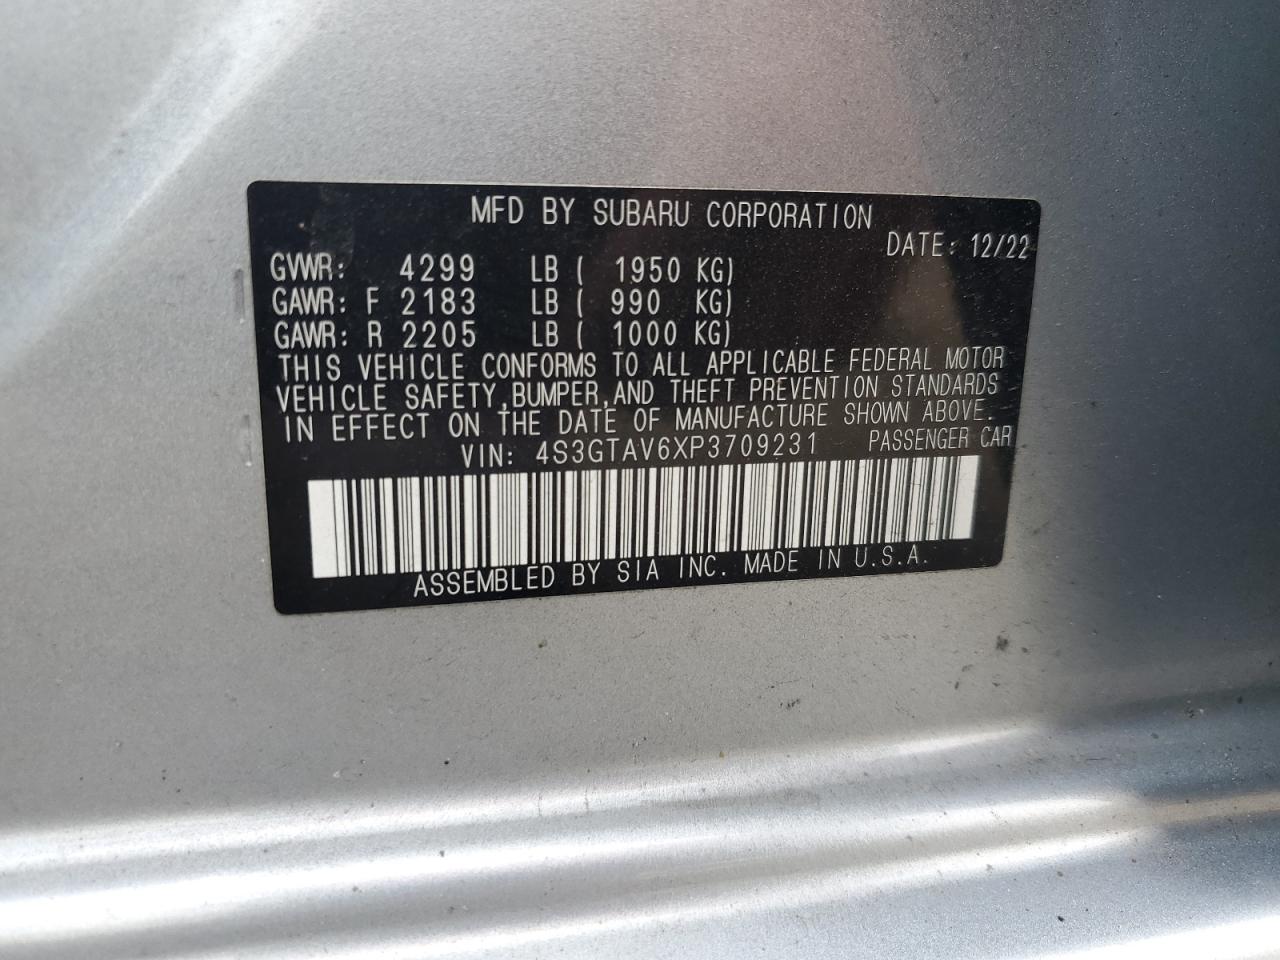 MFD BY SUBARU CORPORATION
DATE: 12/22
GVWR: 4299 LB ( 1950 KG)
GAWR: F 2183 LB ( 990 KG)
GAWR: R 2205 LB ( 1000 KG)
THIS VEHICLE CONFORMS TO ALL APPLICABLE FEDERAL MOTOR
VEHICLE SAFETY,BUMPER,AND THEFT PREVENTION STANDARDS
IN EFFECT ON THE DATE OF MANUFACTURE SHOWN ABOVE.
VIN: 4S3GTAV6XP3709231 PASSENGER CAR
ASSEMBLED BY SIA INC. MADE IN U.S.A.